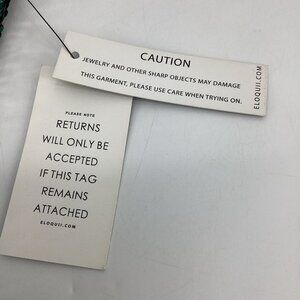 CAUTION
JEWELRY AND OTHER SHARP OBJECTS MAY DAMAGE
THIS GARMENT, PLEASE USE CARE WHEN TRYING ON.
ELOQUII.COM
PLEASE NOTE
RETURNS
WILL ONLY BE
ACCEPTED
IF THIS TAG
REMAINS
ATTACHED
ELOQUII.COM